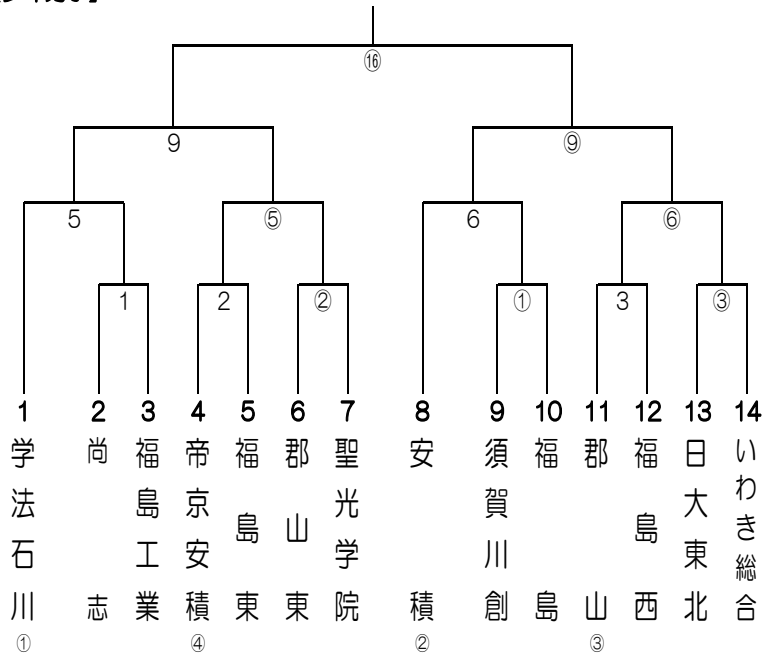 ⑯
9 ⑨
5 ⑤ 6 ⑥
1 2 ② ① 3 ③
1 2 3 4 5 6 7 8 9 10 11 12 13 14
学法石川
尚志
福島工業
帝京安積
福島東
郡山東
聖光学院
安積
須賀川創
福島
郡山
福島西
日大東北
いわき総合
① ④ ② ③